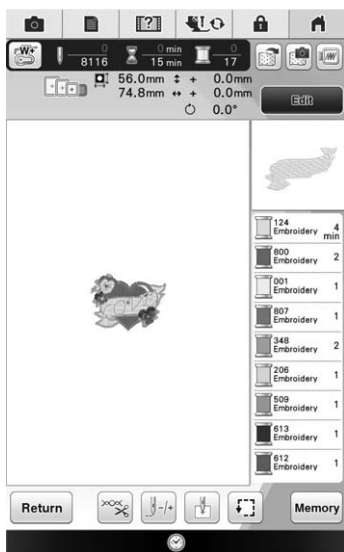 W+
0 0 min 0
8116 15 min 17
56.0mm + 0.0mm
74.8mm + 0.0mm
0.0°
Edit
124
Embroidery 4 min
800
Embroidery 2
001
Embroidery 1
807
Embroidery 1
348
Embroidery 2
206
Embroidery 1
509
Embroidery 1
613
Embroidery 1
612
Embroidery 1
Return
-/+
Memory